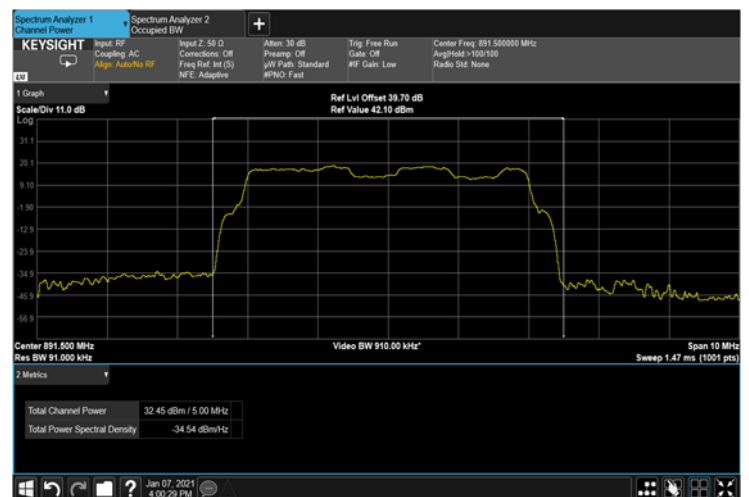 Spectrum Analyzer 1
Channel Power
Spectrum Analyzer 2
Occupied BW
+
KEYSIGHT
LXI
Input: RF
Coupling: AC
Align: Auto/No RF
Input Z: 50 Ω
Corrections: Off
Freq Ref: Int (S)
NFE: Adaptive
Atten: 30 dB
Preamp: Off
µW Path: Standard
#PNO: Fast
Trig: Free Run
Gate: Off
#IF Gain: Low
Center Freq: 891.500000 MHz
Avg|Hold:>100/100
Radio Std: None
1 Graph
Scale/Div 11.0 dB
Ref Lvl Offset 39.70 dB
Ref Value 42.10 dBm
Log
31.1
20.1
9.10
-1.90
-12.9
-23.9
-34.9
-45.9
-56.9
Center 891.500 MHz
Video BW 910.00 kHz*
Span 10 MHz
Res BW 91.000 kHz
Sweep 1.47 ms (1001 pts)
2 Metrics
Total Channel Power 32.45 dBm / 5.00 MHz
Total Power Spectral Density -34.54 dBm/Hz
?
Jan 07, 2021
4:00:29 PM